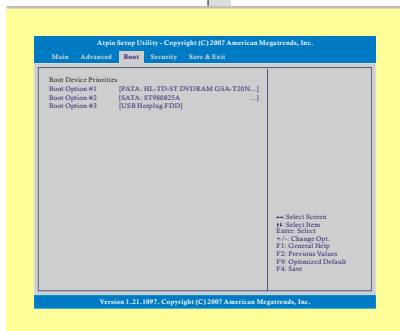 Atpio Setup Utility - Copyright (C) 2007 American Megatrends, Inc.
Main Advanced Boot Security Save & Exit
Boot Device Priorities
Boot Option #1 [PATA: HL-TD-ST DVDRAM GSA-T20N...]
Boot Option #2 [SATA: ST980825A ...]
Boot Option #3 [USB Hotplug FDD]
→←: Select Screen
↑↓: Select Item
Enter: Select
+/-: Change Opt.
F1: General Help
F2: Previous Values
F9: Optimized Default
F4: Save
Version 1.21.1097. Copyright (C) 2007 American Megatrends, Inc.